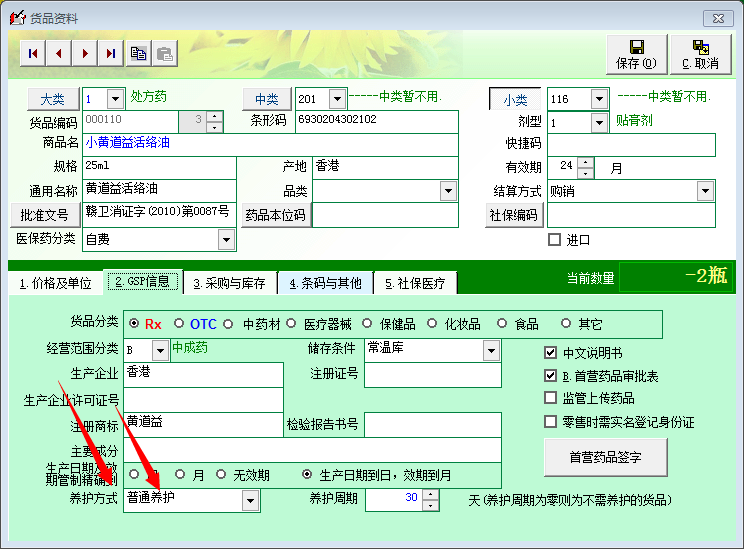 货品资料
保存(O) C.取消
大类 1 处方药 中类 201 -----中类暂不用. 小类 116 -----中类暂不用.
货品编码 000110 3 条形码 6930204302102 剂型 1 贴膏剂
商品名 小黄道益活络油 快捷码
规格 25ml 产地 香港 有效期 24 月
通用名称 黄道益活络油 品类 结算方式 购销
批准文号 赣卫消证字(2010)第0087号 药品本位码 社保编码
医保药分类 自费 进口
当前数量 -2瓶
1.价格及单位 2.GSP信息 3.采购与库存 4.条码与其他 5.社保医疗
货品分类 Rx OTC 中药材 医疗器械 保健品 化妆品 食品 其它
经营范围分类 B 中成药 储存条件 常温库 中文说明书
生产企业 香港 注册证号 B.首营药品审批表
生产企业许可证号 监管上传药品
注册商标 黄道益 检验报告书号 零售时需实名登记身份证
主要成分
首营药品签字
生产日期及效
期管制精确到 月 无效期 生产日期到日,效期到月
养护方式 普通养护 养护周期 30 天(养护周期为零则为不需养护的货品)